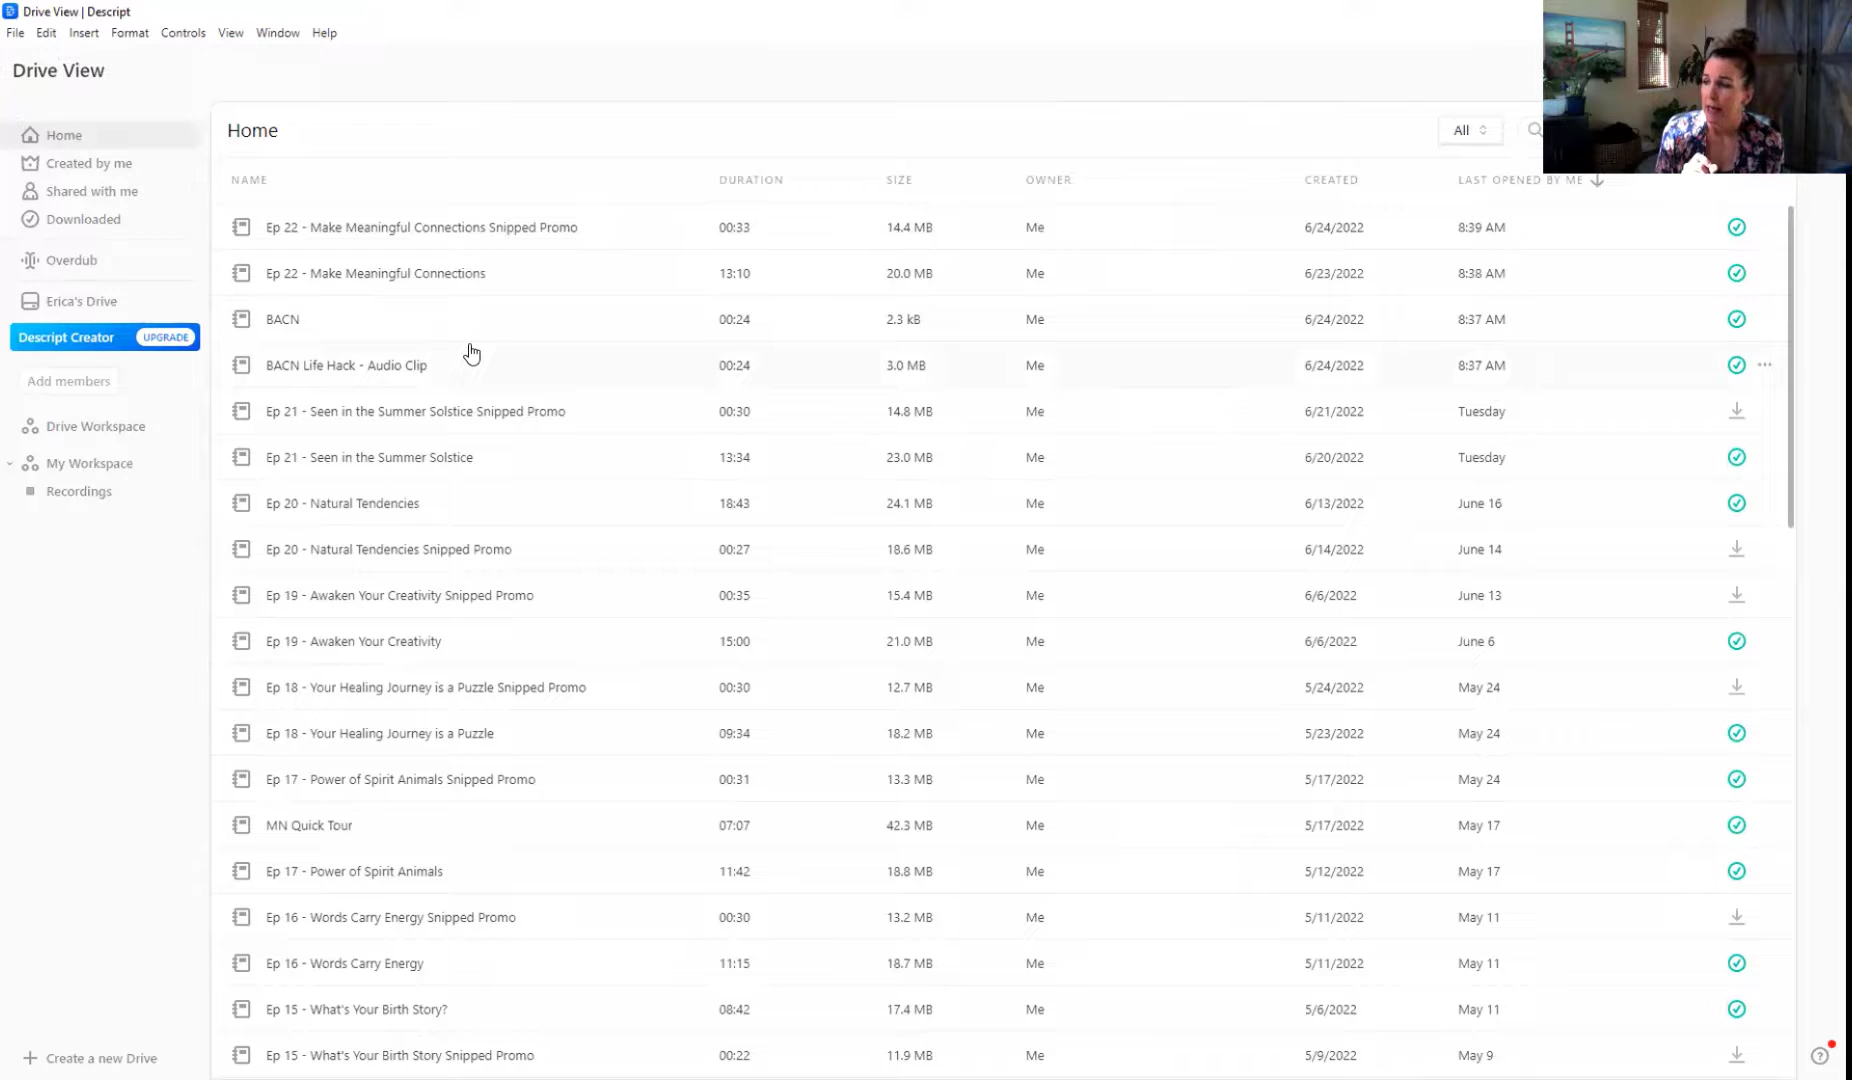 Drive View | Descript
File Edit Insert Format Controls View Window Help
Drive View
Home
Created by me
Shared with me
Downloaded
Overdub
Erica's Drive
Descript Creator UPGRADE
Add members
Drive Workspace
My Workspace
Recordings
Create a new Drive
Home All
NAME DURATION SIZE OWNER CREATED LAST OPENED BY ME
Ep 22 - Make Meaningful Connections Snipped Promo 00:33 14.4 MB Me 6/24/2022 8:39 AM
Ep 22 - Make Meaningful Connections 13:10 20.0 MB Me 6/23/2022 8:38 AM
BACN 00:24 2.3 kB Me 6/24/2022 8:37 AM
BACN Life Hack - Audio Clip 00:24 3.0 MB Me 6/24/2022 8:37 AM
Ep 21 - Seen in the Summer Solstice Snipped Promo 00:30 14.8 MB Me 6/21/2022 Tuesday
Ep 21 - Seen in the Summer Solstice 13:34 23.0 MB Me 6/20/2022 Tuesday
Ep 20 - Natural Tendencies 18:43 24.1 MB Me 6/13/2022 June 16
Ep 20 - Natural Tendencies Snipped Promo 00:27 18.6 MB Me 6/14/2022 June 14
Ep 19 - Awaken Your Creativity Snipped Promo 00:35 15.4 MB Me 6/6/2022 June 13
Ep 19 - Awaken Your Creativity 15:00 21.0 MB Me 6/6/2022 June 6
Ep 18 - Your Healing Journey is a Puzzle Snipped Promo 00:30 12.7 MB Me 5/24/2022 May 24
Ep 18 - Your Healing Journey is a Puzzle 09:34 18.2 MB Me 5/23/2022 May 24
Ep 17 - Power of Spirit Animals Snipped Promo 00:31 13.3 MB Me 5/17/2022 May 24
MN Quick Tour 07:07 42.3 MB Me 5/17/2022 May 17
Ep 17 - Power of Spirit Animals 11:42 18.8 MB Me 5/12/2022 May 17
Ep 16 - Words Carry Energy Snipped Promo 00:30 13.2 MB Me 5/11/2022 May 11
Ep 16 - Words Carry Energy 11:15 18.7 MB Me 5/11/2022 May 11
Ep 15 - What's Your Birth Story? 08:42 17.4 MB Me 5/6/2022 May 11
Ep 15 - What's Your Birth Story Snipped Promo 00:22 11.9 MB Me 5/9/2022 May 9